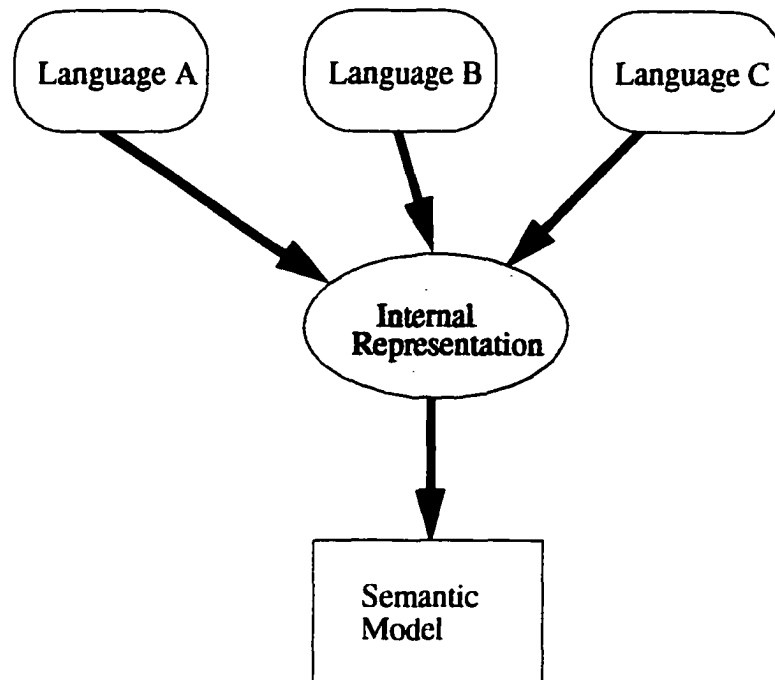 Language A
Language B
Language C
Internal
Representation
Semantic
Model